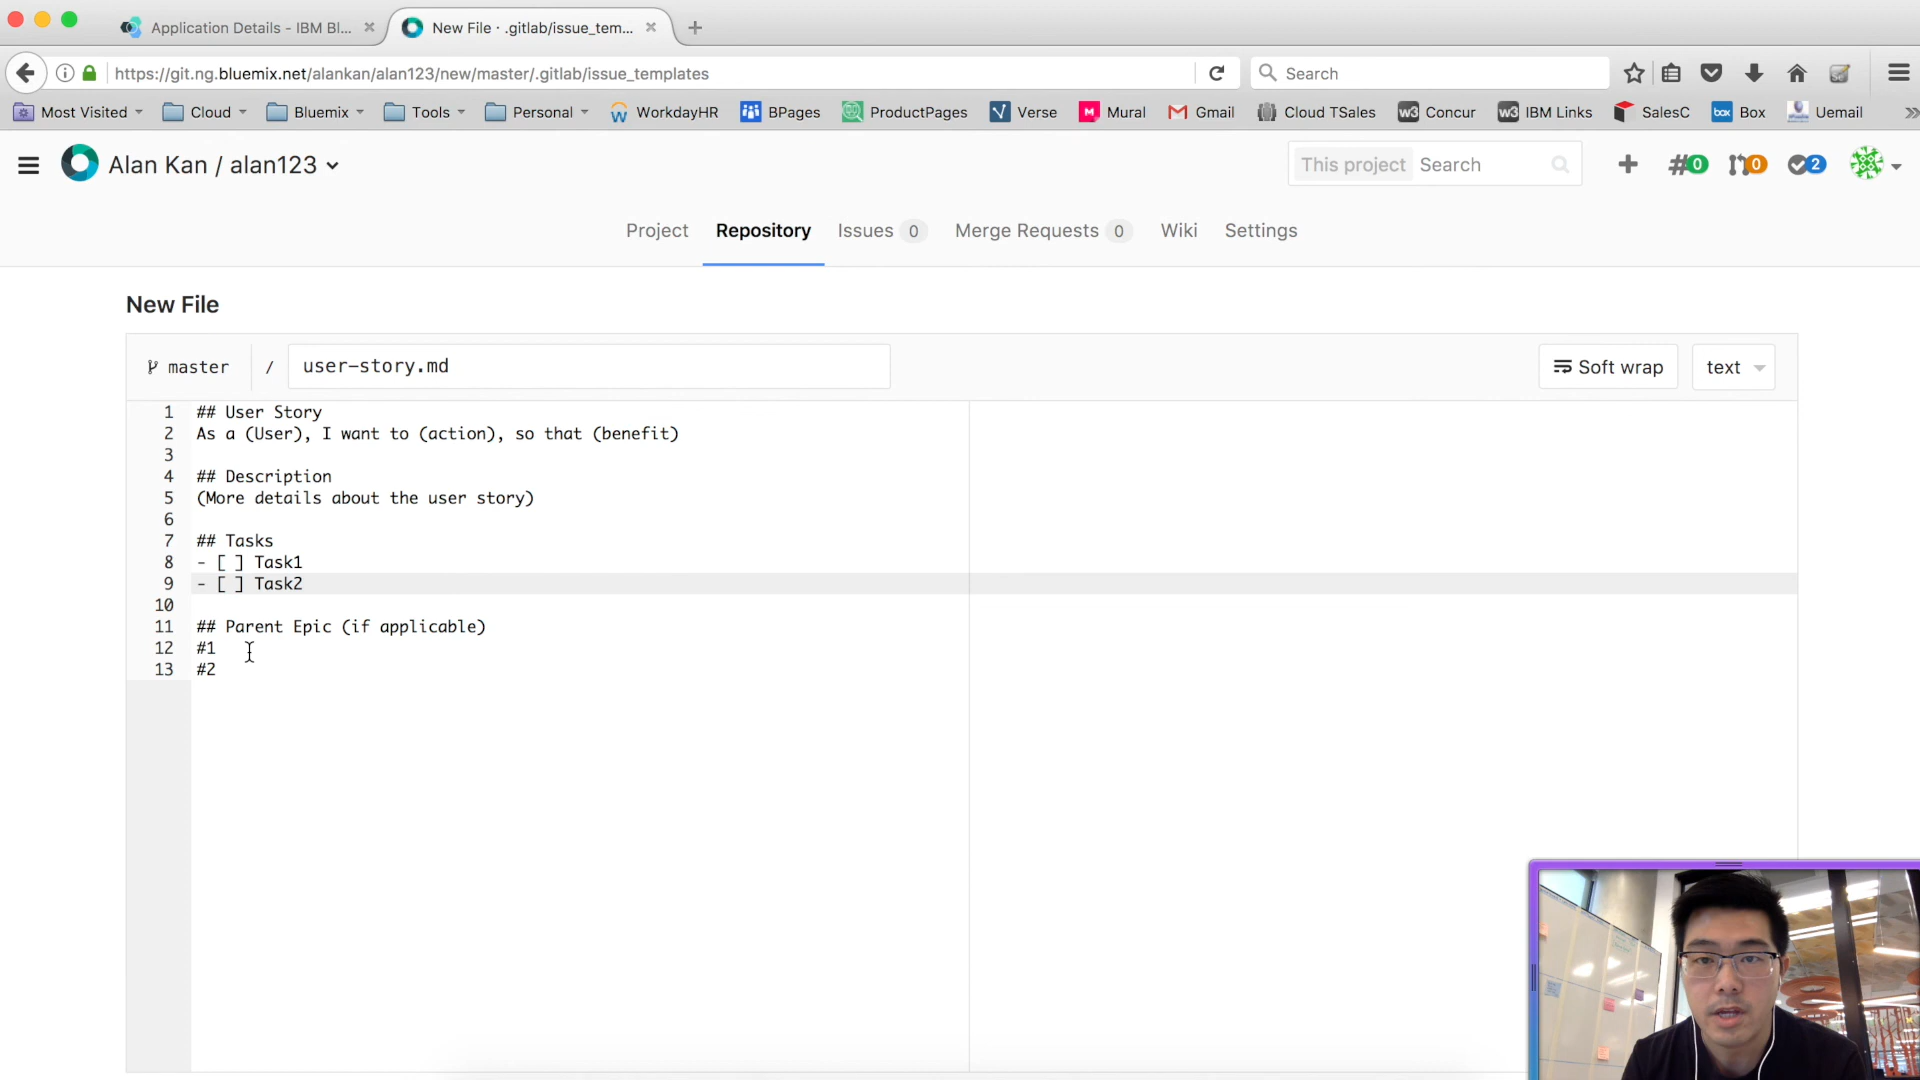 Application Details - IBM Bl...
New File · .gitlab/issue_tem...
https://git.ng.bluemix.net/alankan/alan123/new/master/.gitlab/issue_templates
Search
Most Visited
Cloud
Bluemix
Tools
Personal
WorkdayHR
BPages
ProductPages
Verse
Mural
Gmail
Cloud TSales
w3 Concur
w3 IBM Links
SalesC
box Box
Uemail
Alan Kan / alan123
This project Search
0
0
2
Project
Repository
Issues 0
Merge Requests 0
Wiki
Settings
New File
master / user-story.md
Soft wrap
text
1 ## User Story
2 As a (User), I want to (action), so that (benefit)
3
4 ## Description
5 (More details about the user story)
6
7 ## Tasks
8 - [ ] Task1
9 - [ ] Task2
10
11 ## Parent Epic (if applicable)
12 #1
13 #2